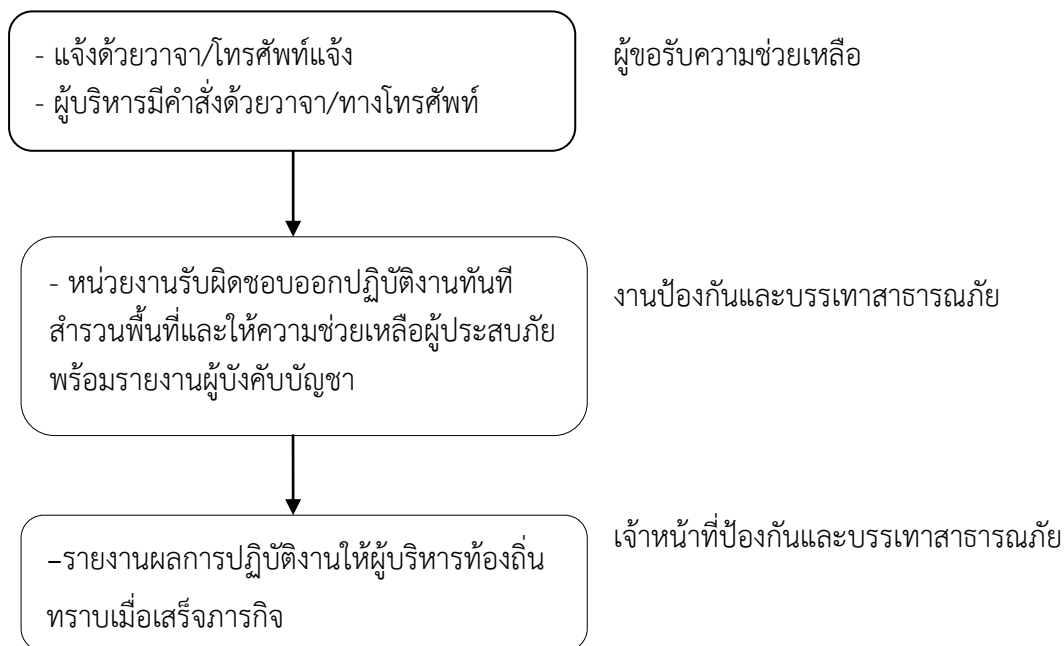 - แจ้งด้วยวาจา/โทรศัพท์แจ้ง
- ผู้บริหารมีคำสั่งด้วยวาจา/ทางโทรศัพท์
ผู้ขอรับความช่วยเหลือ
- หน่วยงานรับผิดชอบออกปฏิบัติงานทันที
สำรวนพื้นที่และให้ความช่วยเหลือผู้ประสบภัย
พร้อมรายงานผู้บังคับบัญชา
งานป้องกันและบรรเทาสาธารณภัย
–รายงานผลการปฏิบัติงานให้ผู้บริหารท้องถิ่น
ทราบเมื่อเสร็จภารกิจ
เจ้าหน้าที่ป้องกันและบรรเทาสาธารณภัย